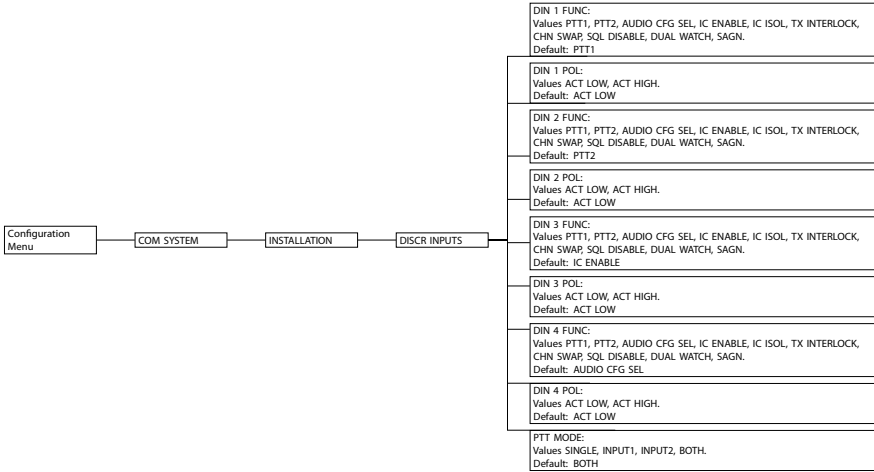 DIN 1 FUNC:
Values PTT1, PTT2, AUDIO CFG SEL, IC ENABLE, IC ISOL, TX INTERLOCK,
CHN SWAP, SQL DISABLE, DUAL WATCH, SAGN.
Default: PTT1
DIN 1 POL:
Values ACT LOW, ACT HIGH.
Default: ACT LOW
DIN 2 FUNC:
Values PTT1, PTT2, AUDIO CFG SEL, IC ENABLE, IC ISOL, TX INTERLOCK,
CHN SWAP, SQL DISABLE, DUAL WATCH, SAGN.
Default: PTT2
DIN 2 POL:
Values ACT LOW, ACT HIGH.
Default: ACT LOW
Configuration
Menu
COM SYSTEM
INSTALLATION
DISCR INPUTS
DIN 3 FUNC:
Values PTT1, PTT2, AUDIO CFG SEL, IC ENABLE, IC ISOL, TX INTERLOCK,
CHN SWAP, SQL DISABLE, DUAL WATCH, SAGN.
Default: IC ENABLE
DIN 3 POL:
Values ACT LOW, ACT HIGH.
Default: ACT LOW
DIN 4 FUNC:
Values PTT1, PTT2, AUDIO CFG SEL, IC ENABLE, IC ISOL, TX INTERLOCK,
CHN SWAP, SQL DISABLE, DUAL WATCH, SAGN.
Default: AUDIO CFG SEL
DIN 4 POL:
Values ACT LOW, ACT HIGH.
Default: ACT LOW
PTT MODE:
Values SINGLE, INPUT1, INPUT2, BOTH.
Default: BOTH